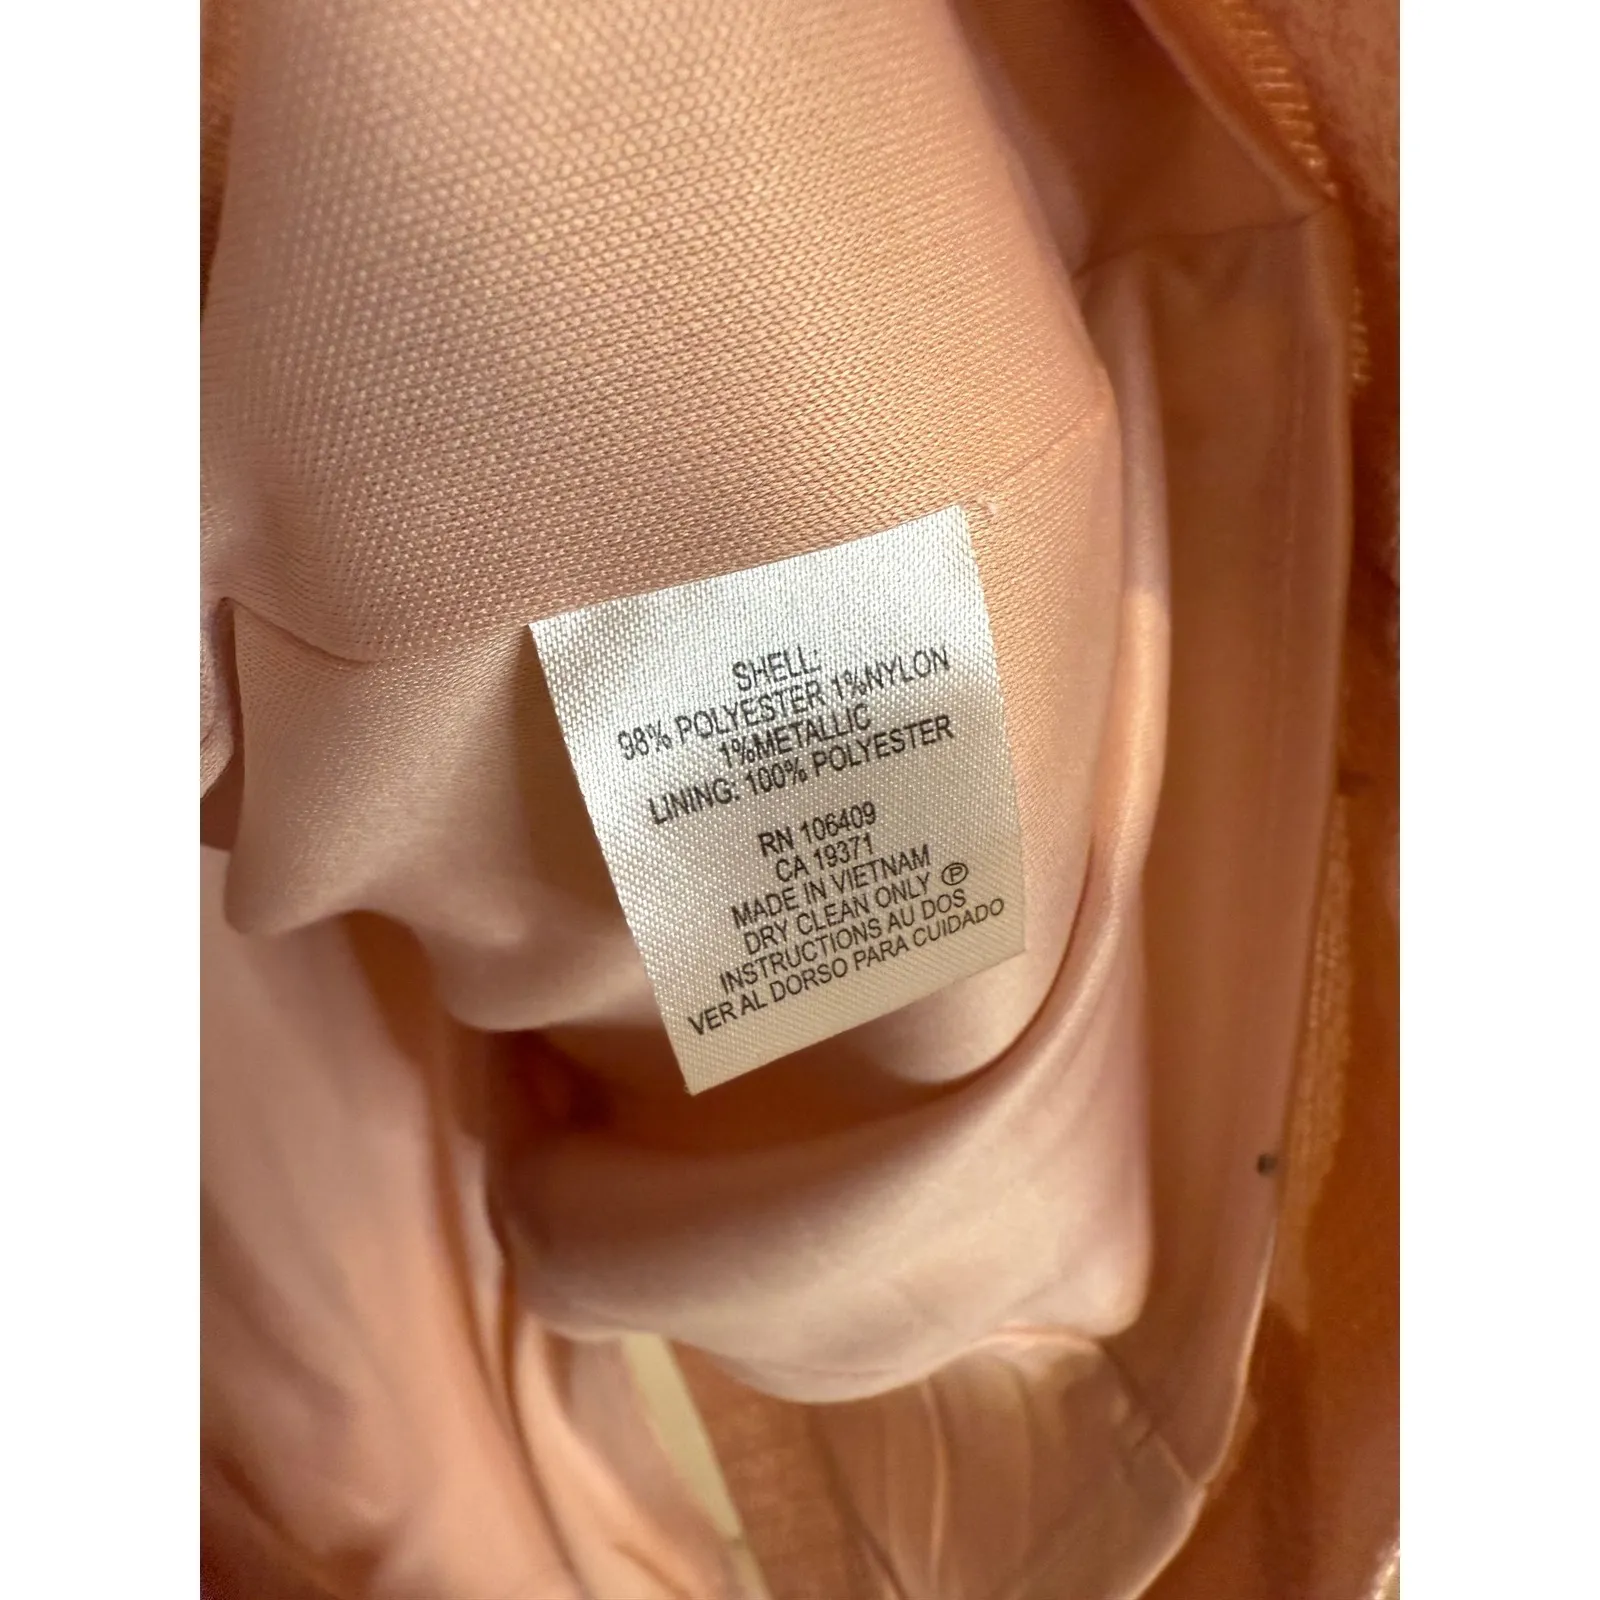 SHELL:
98% POLYESTER 1%NYLON
1%METALLIC
LINING: 100% POLYESTER
RN 106409
CA 19371
MADE IN VIETNAM
DRY CLEAN ONLY Ⓟ
INSTRUCTIONS AU DOS
VER AL DORSO PARA CUIDADO